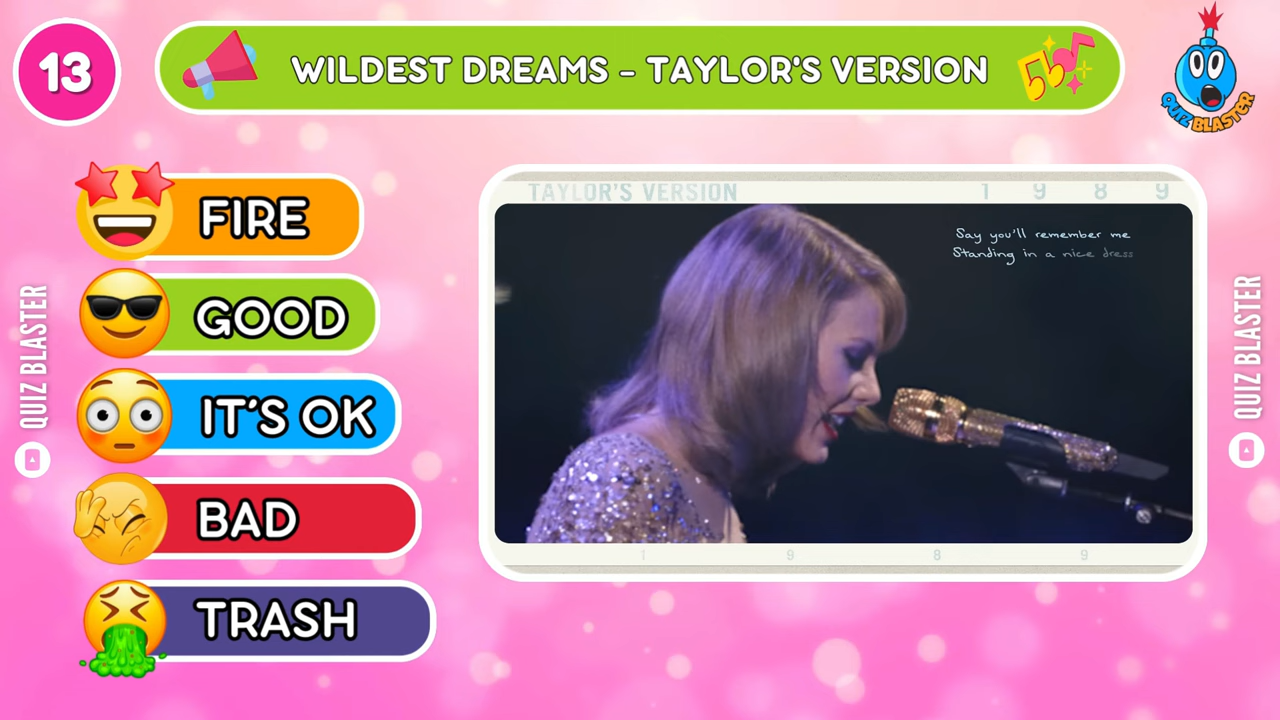 13
WILDEST DREAMS - TAYLOR'S VERSION
QUIZ BLASTER
FIRE
GOOD
IT'S OK
BAD
TRASH
TAYLOR'S VERSION
1 9 8 9
Say you'll remember me
Standing in a nice dress
1 9 8 9
QUIZ BLASTER
QUIZ BLASTER